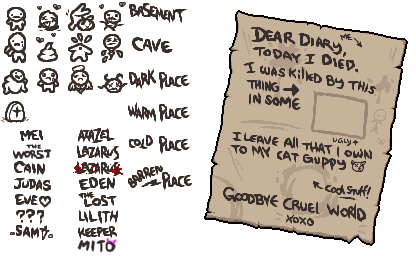 BASEMENT
CAVE
DARK PLACE
WARM PLACE
COLD PLACE
BARREN PLACE
ME!
THE WORST
CAIN
JUDAS
EVE
???
SAMS
AZAZEL
LAZARUS
LAZARUS
EDEN
THE LOST
LILITH
KEEPER
MITO
DEAR DIARY,
ME
TODAY I DIED.
I WAS KILLED BY THIS
THING
IN SOME
UGLY
I LEAVE ALL THAT I OWN
TO MY CAT GUPPY
COOL STUFF!
GOODBYE CRUEL WORLD
XOXO